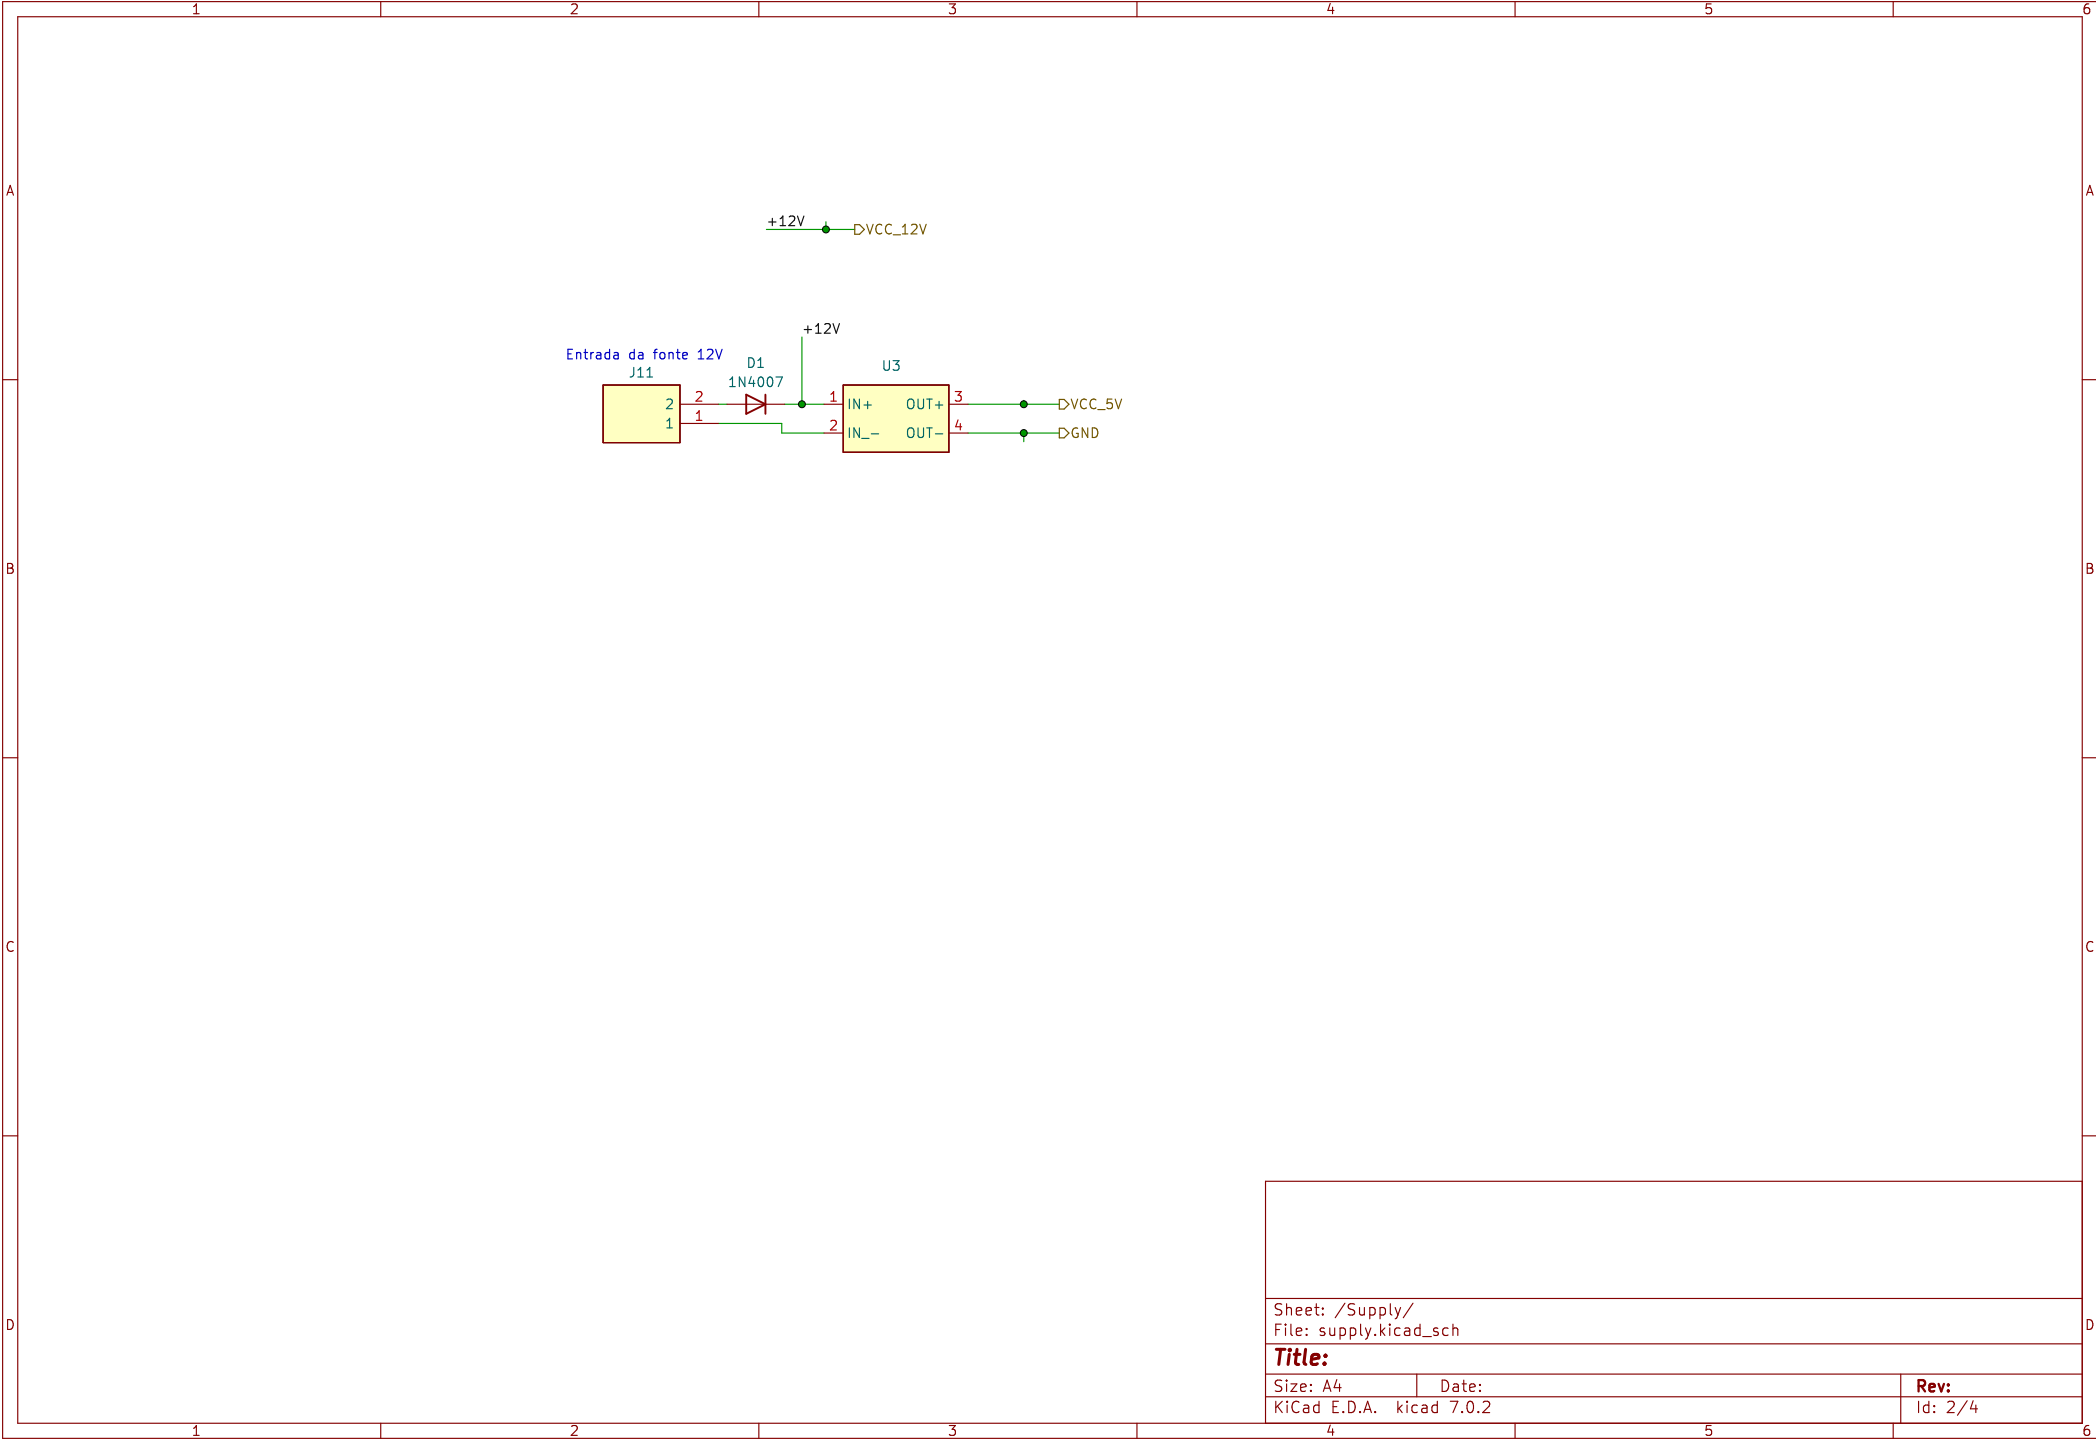 1 2 3 4 5 6
A A
+12V
VCC_12V
+12V
Entrada da fonte 12V
J11
D1
1N4007
U3
2 2 1 IN+ OUT+ 3 VCC_5V
1 1 2 IN_- OUT- 4 GND
B B
C C
Sheet: /Supply/
File: supply.kicad_sch
D D
Title:
Size: A4 Date: Rev:
KiCad E.D.A. kicad 7.0.2 Id: 2/4
1 2 3 4 5 6